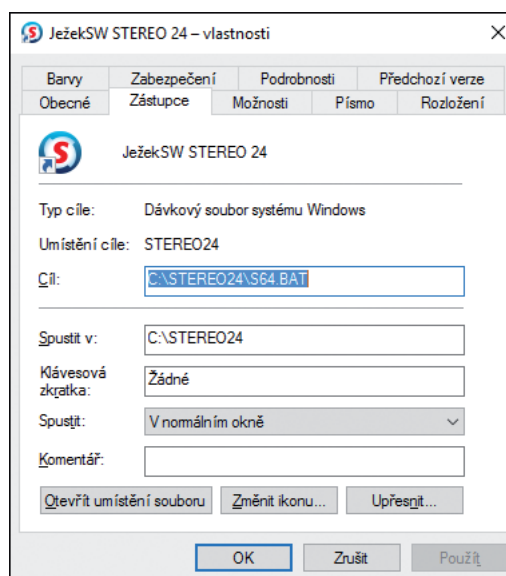 JežekSW STEREO 24 – vlastnosti
Barvy Zabezpečení Podrobnosti Předchozí verze
Obecné Zástupce Možnosti Písmo Rozložení
JežekSW STEREO 24
Typ cíle: Dávkový soubor systému Windows
Umístění cíle: STEREO24
Cíl: C:\STEREO24\S64.BAT
Spustit v: C:\STEREO24
Klávesová zkratka: Žádné
Spustit: V normálním okně
Komentář:
Otevřít umístění souboru Změnit ikonu... Upřesnit...
OK Zrušit Použít